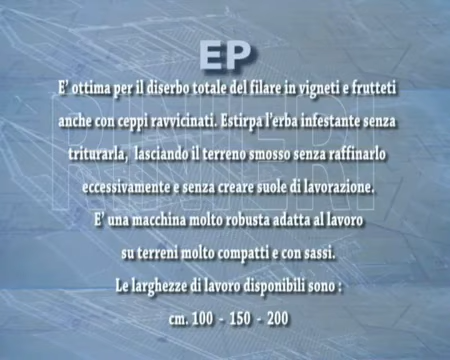 EP
E' ottima per il diserbo totale del filare in vigneti e frutteti
anche con ceppi ravvicinati. Estirpa l'erba infestante senza
triturarla, lasciando il terreno smosso senza raffinarlo
eccessivamente e senza creare suole di lavorazione.
E' una macchina molto robusta adatta al lavoro
su terreni molto compatti e con sassi.
Le larghezze di lavoro disponibili sono :
cm. 100 - 150 - 200